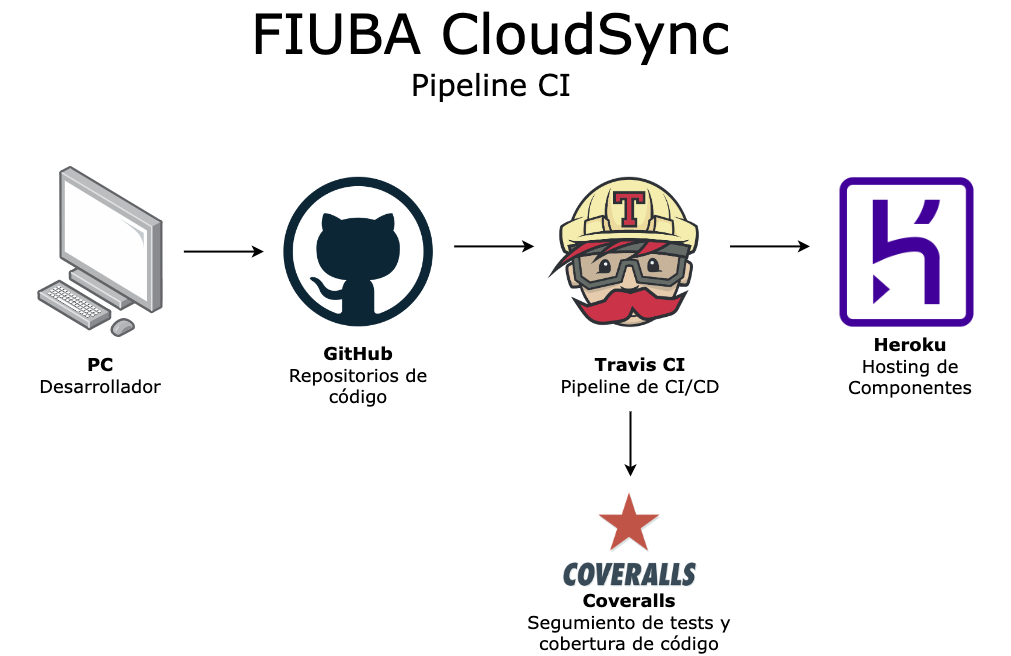 FIUBA CloudSync
Pipeline CI
PC
Desarrollador
GitHub
Repositorios de
código
T
Travis CI
Pipeline de CI/CD
Heroku
Hosting de
Componentes
COVERALLS
Coveralls
Segumiento de tests y
cobertura de código